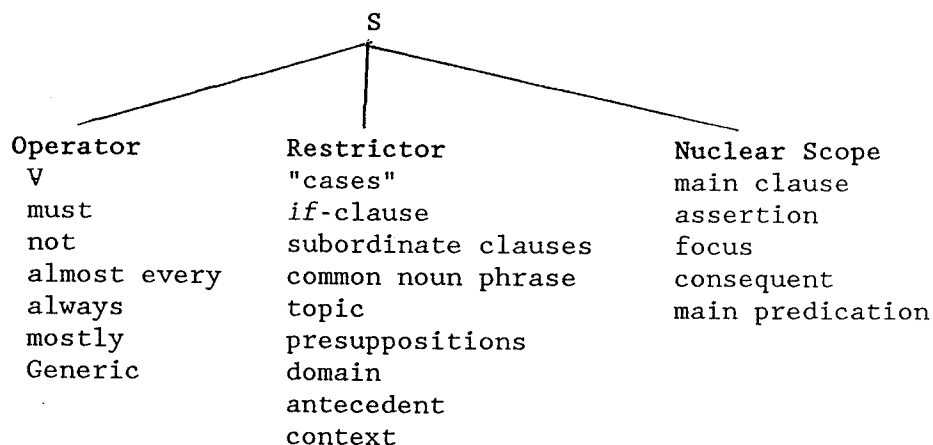 S
Operator
∀
must
not
almost every
always
mostly
Generic
Restrictor
"cases"
if-clause
subordinate clauses
common noun phrase
topic
presuppositions
domain
antecedent
context
Nuclear Scope
main clause
assertion
focus
consequent
main predication